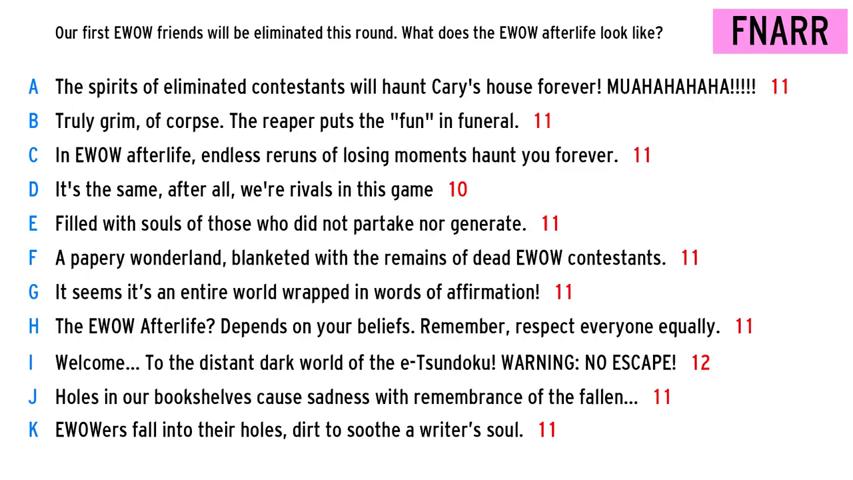 Our first EWOW friends will be eliminated this round. What does the EWOW afterlife look like?
FNARR
A The spirits of eliminated contestants will haunt Cary's house forever! MUAHAHAHAHA!!!!! 11
B Truly grim, of corpse. The reaper puts the "fun" in funeral. 11
C In EWOW afterlife, endless reruns of losing moments haunt you forever. 11
D It's the same, after all, we're rivals in this game 10
E Filled with souls of those who did not partake nor generate. 11
F A papery wonderland, blanketed with the remains of dead EWOW contestants. 11
G It seems it’s an entire world wrapped in words of affirmation! 11
H The EWOW Afterlife? Depends on your beliefs. Remember, respect everyone equally. 11
I Welcome... To the distant dark world of the e-Tsundoku! WARNING: NO ESCAPE! 12
J Holes in our bookshelves cause sadness with remembrance of the fallen... 11
K EWOWers fall into their holes, dirt to soothe a writer’s soul. 11